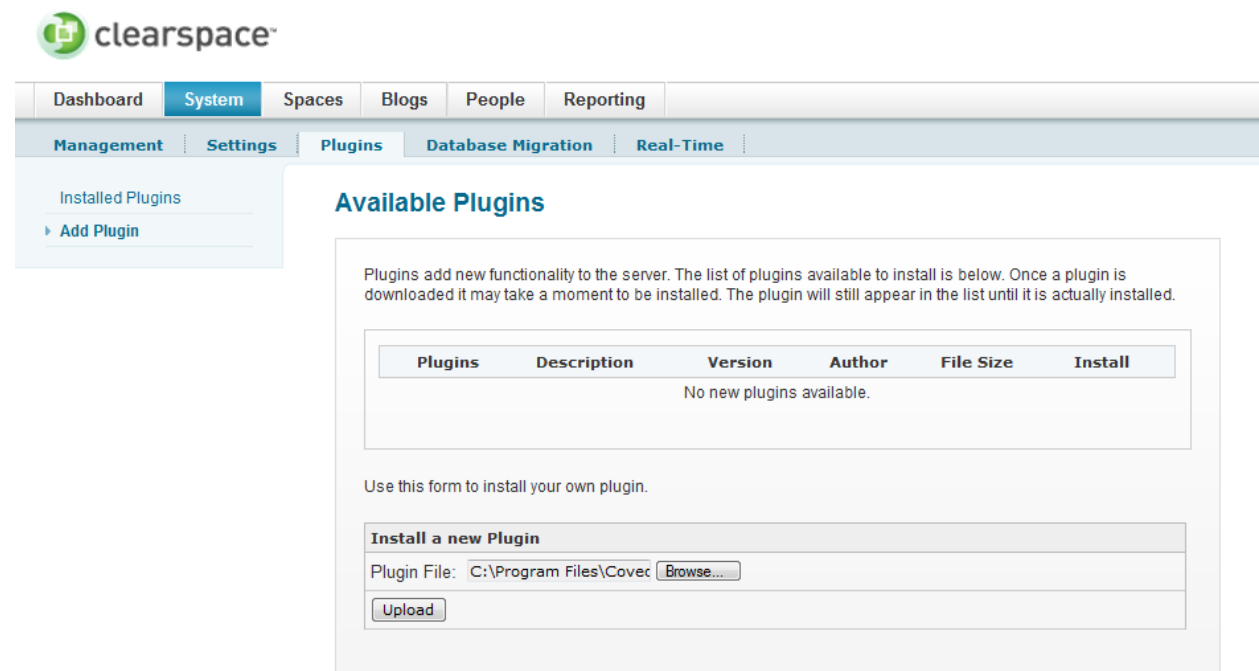 clearspace™
Dashboard System Spaces Blogs People Reporting
Management Settings Plugins Database Migration Real-Time
Installed Plugins
Add Plugin
Available Plugins
Plugins add new functionality to the server. The list of plugins available to install is below. Once a plugin is
downloaded it may take a moment to be installed. The plugin will still appear in the list until it is actually installed.
Plugins Description Version Author File Size Install
No new plugins available.
Use this form to install your own plugin.
Install a new Plugin
Plugin File: C:\Program Files\Covec Browse...
Upload